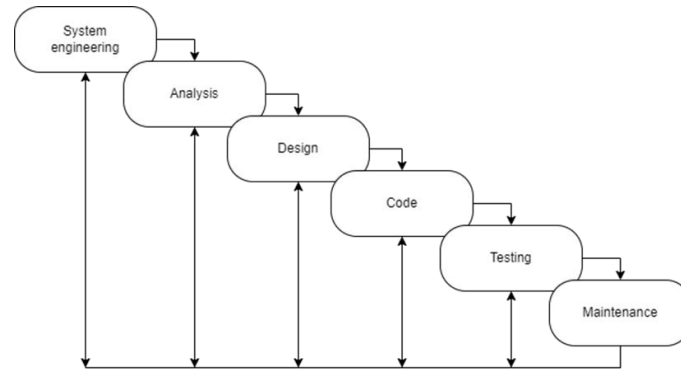 System
engineering
Analysis
Design
Code
Testing
Maintenance